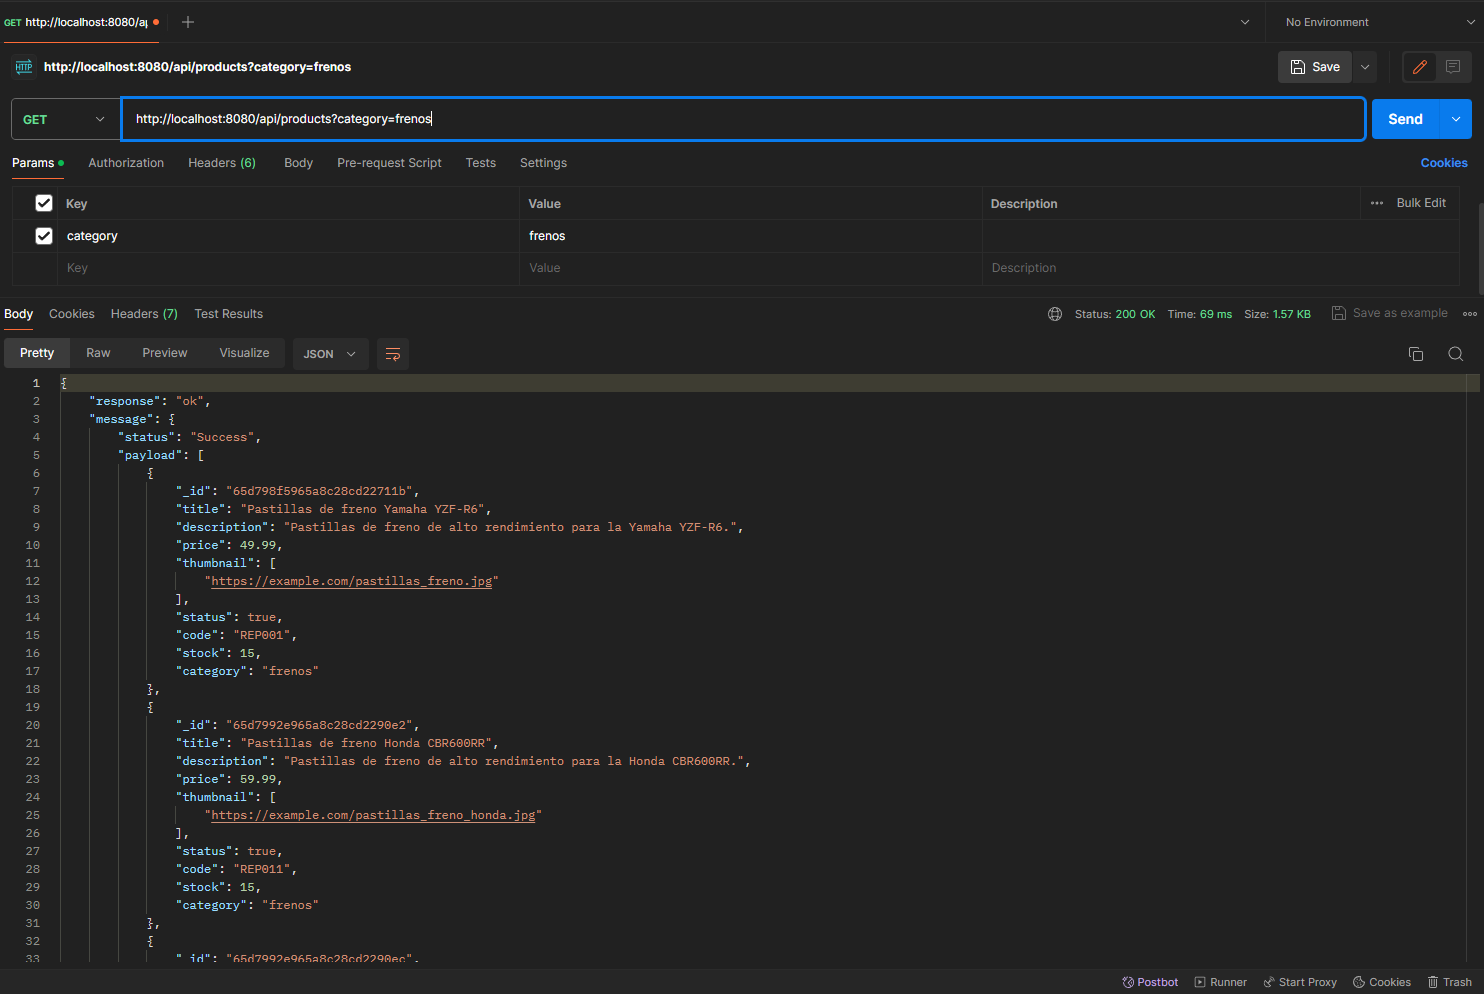 GET http://localhost:8080/ap
No Environment
HTTP http://localhost:8080/api/products?category=frenos
Save
GET http://localhost:8080/api/products?category=frenos Send
Params Authorization Headers (6) Body Pre-request Script Tests Settings Cookies
Key Value Description Bulk Edit
category frenos
Key Value Description
Body Cookies Headers (7) Test Results Status: 200 OK Time: 69 ms Size: 1.57 KB Save as example
Pretty Raw Preview Visualize JSON
1 {
2 "response": "ok",
3 "message": {
4 "status": "Success",
5 "payload": [
6 {
7 "_id": "65d798f5965a8c28cd22711b",
8 "title": "Pastillas de freno Yamaha YZF-R6",
9 "description": "Pastillas de freno de alto rendimiento para la Yamaha YZF-R6.",
10 "price": 49.99,
11 "thumbnail": [
12 "https://example.com/pastillas_freno.jpg"
13 ],
14 "status": true,
15 "code": "REP001",
16 "stock": 15,
17 "category": "frenos"
18 },
19 {
20 "_id": "65d7992e965a8c28cd2290e2",
21 "title": "Pastillas de freno Honda CBR600RR",
22 "description": "Pastillas de freno de alto rendimiento para la Honda CBR600RR.",
23 "price": 59.99,
24 "thumbnail": [
25 "https://example.com/pastillas_freno_honda.jpg"
26 ],
27 "status": true,
28 "code": "REP011",
29 "stock": 15,
30 "category": "frenos"
31 },
32 {
33 "_id": "65d7992e965a8c28cd2290ec",
Postbot Runner Start Proxy Cookies Trash